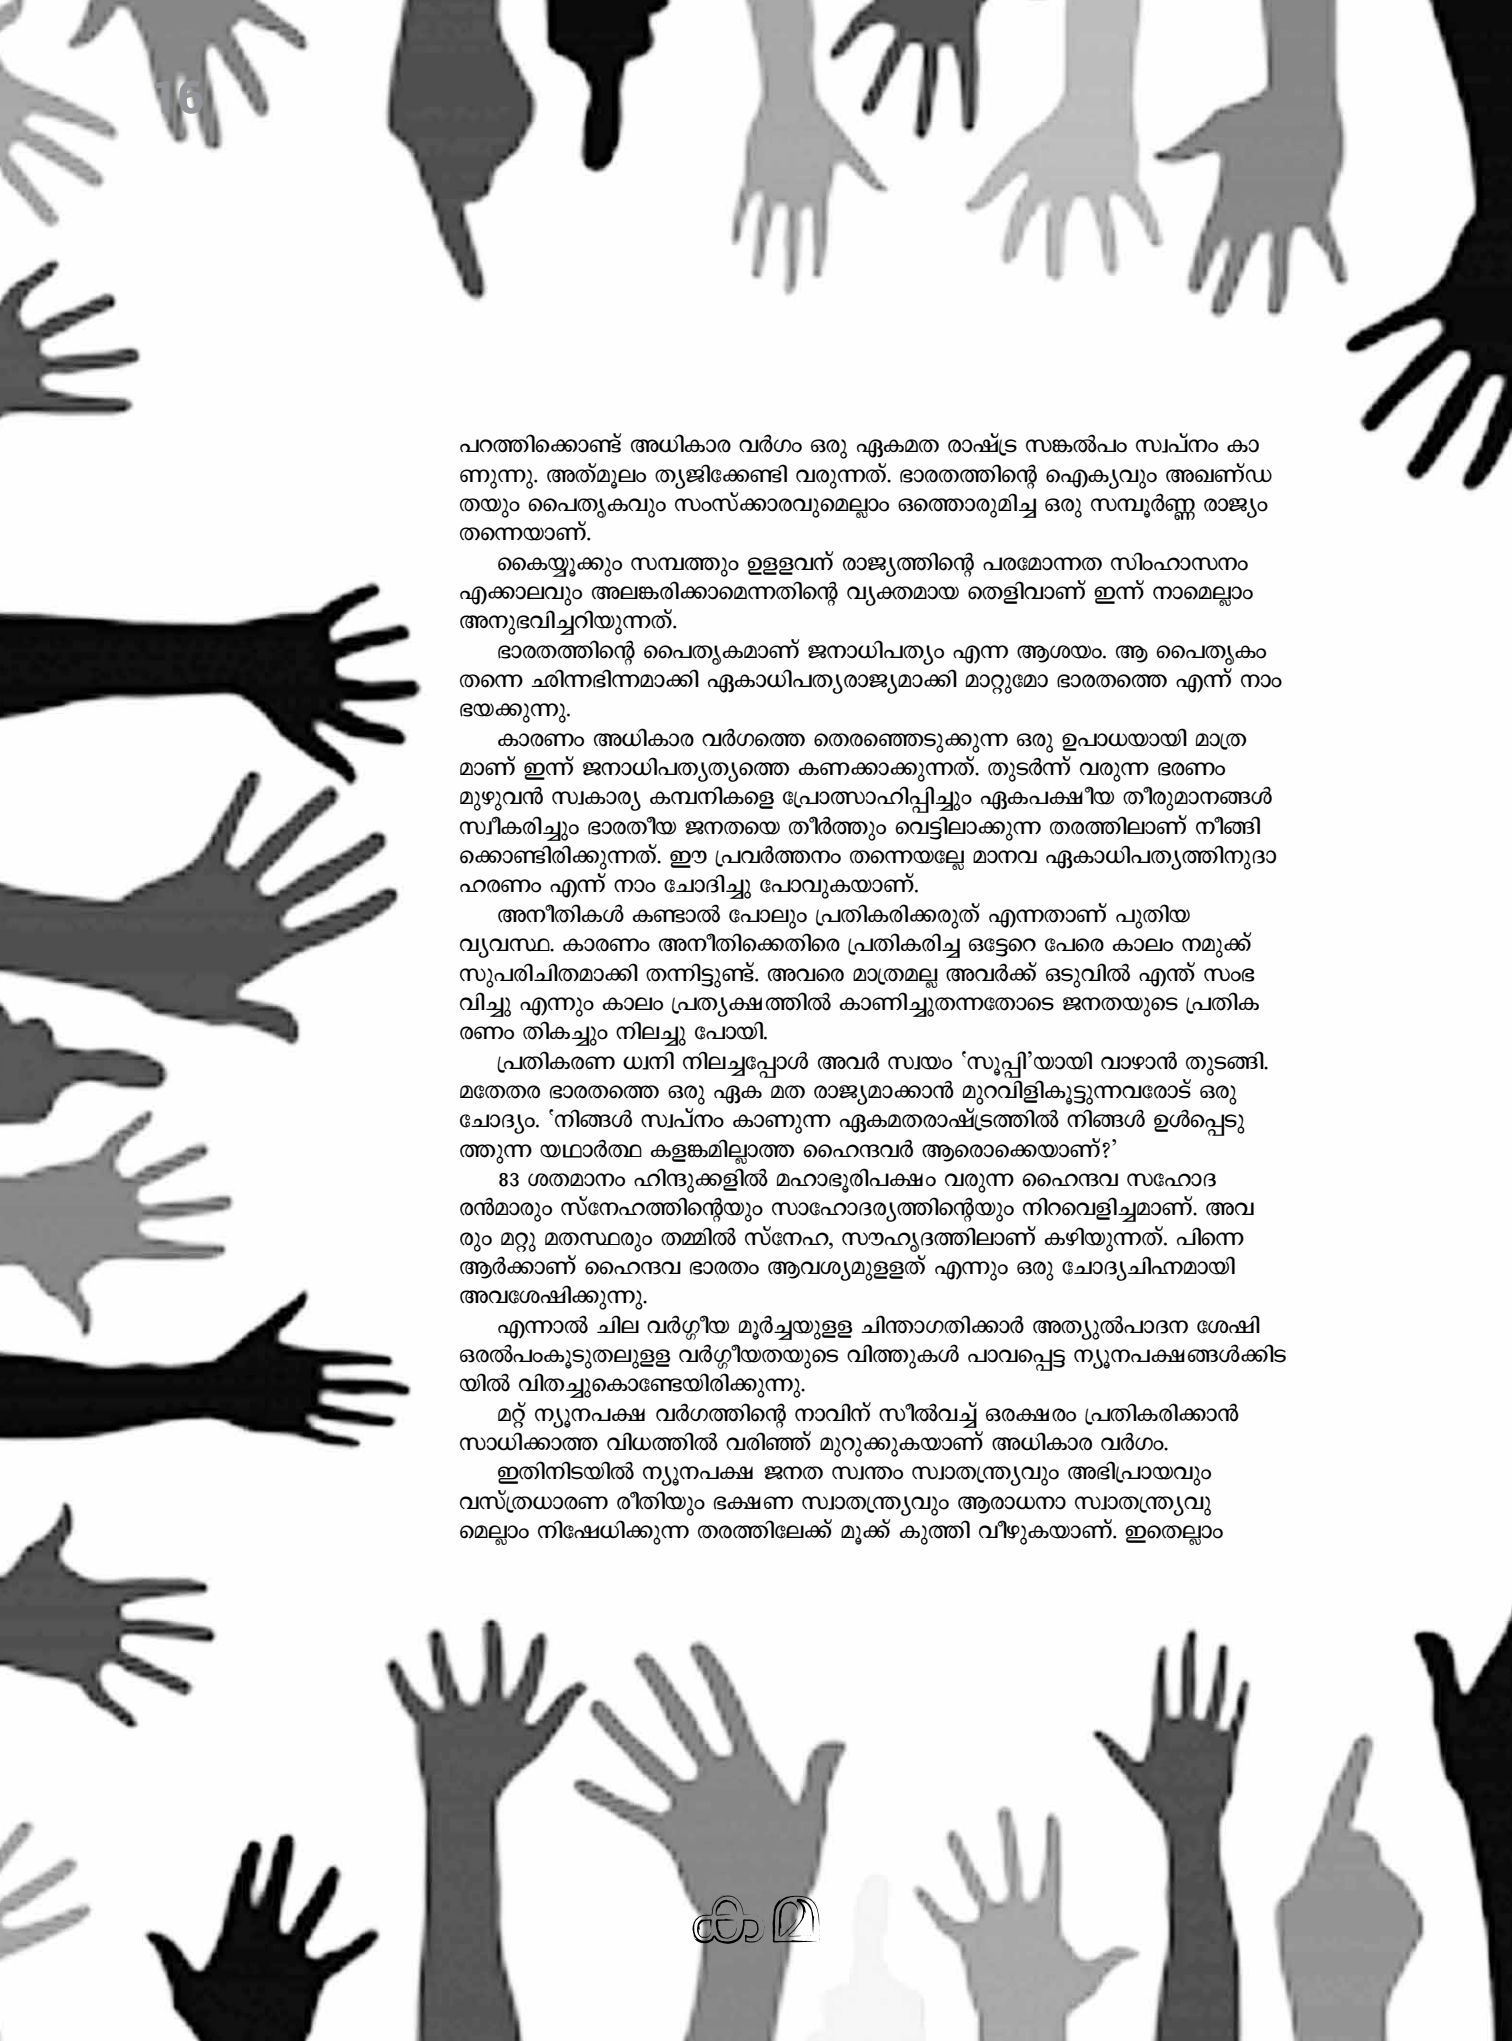 16
പറത്തിക്കൊണ്ട് അധികാര വർഗം ഒരു ഏകമത രാഷ്ട്ര സങ്കൽപം സ്വപ്നം കാ
ണുന്നു. അത്മൂലം ത്യജിക്കേണ്ടി വരുന്നത്. ഭാരതത്തിന്റെ ഐക്യവും അഖണ്ഡ
തയും പൈതൃകവും സംസ്ക്കാരവുമെല്ലാം ഒത്തൊരുമിച്ച ഒരു സമ്പൂർണ്ണ രാജ്യം
തന്നെയാണ്.
കൈയ്യൂക്കും സമ്പത്തും ഉളളവന് രാജ്യത്തിന്റെ പരമോന്നത സിംഹാസനം
എക്കാലവും അലങ്കരിക്കാമെന്നതിന്റെ വ്യക്തമായ തെളിവാണ് ഇന്ന് നാമെല്ലാം
അനുഭവിച്ചറിയുന്നത്.
ഭാരതത്തിന്റെ പൈതൃകമാണ് ജനാധിപത്യം എന്ന ആശയം. ആ പൈതൃകം
തന്നെ ഛിന്നഭിന്നമാക്കി ഏകാധിപത്യരാജ്യമാക്കി മാറ്റുമോ ഭാരതത്തെ എന്ന് നാം
ഭയക്കുന്നു.
കാരണം അധികാര വർഗത്തെ തെരഞ്ഞെടുക്കുന്ന ഒരു ഉപാധയായി മാത്ര
മാണ് ഇന്ന് ജനാധിപത്യത്യത്തെ കണക്കാക്കുന്നത്. തുടർന്ന് വരുന്ന ഭരണം
മുഴുവൻ സ്വകാര്യ കമ്പനികളെ പ്രോത്സാഹിപ്പിച്ചും ഏകപക്ഷീയ തീരുമാനങ്ങൾ
സ്വീകരിച്ചും ഭാരതീയ ജനതയെ തീർത്തും വെട്ടിലാക്കുന്ന തരത്തിലാണ് നീങ്ങി
ക്കൊണ്ടിരിക്കുന്നത്. ഈ പ്രവർത്തനം തന്നെയല്ലേ മാനവ ഏകാധിപത്യത്തിനുദാ
ഹരണം എന്ന് നാം ചോദിച്ചു പോവുകയാണ്.
അനീതികൾ കണ്ടാൽ പോലും പ്രതികരിക്കരുത് എന്നതാണ് പുതിയ
വ്യവസ്ഥ. കാരണം അനീതിക്കെതിരെ പ്രതികരിച്ച ഒട്ടേറെ പേരെ കാലം നമുക്ക്
സുപരിചിതമാക്കി തന്നിട്ടുണ്ട്. അവരെ മാത്രമല്ല അവർക്ക് ഒടുവിൽ എന്ത് സംഭ
വിച്ചു എന്നും കാലം പ്രത്യക്ഷത്തിൽ കാണിച്ചുതന്നതോടെ ജനതയുടെ പ്രതിക
രണം തികച്ചും നിലച്ചു പോയി.
പ്രതികരണ ധ്വനി നിലച്ചപ്പോൾ അവർ സ്വയം ‘സൂപ്പി’യായി വാഴാൻ തുടങ്ങി.
മതേതര ഭാരതത്തെ ഒരു ഏക മത രാജ്യമാക്കാൻ മുറവിളികൂട്ടുന്നവരോട് ഒരു
ചോദ്യം. ‘നിങ്ങൾ സ്വപ്നം കാണുന്ന ഏകമതരാഷ്ട്രത്തിൽ നിങ്ങൾ ഉൾപ്പെടു
ത്തുന്ന യഥാർത്ഥ കളങ്കമില്ലാത്ത ഹൈന്ദവർ ആരൊക്കെയാണ്?’
83 ശതമാനം ഹിന്ദുക്കളിൽ മഹാഭൂരിപക്ഷം വരുന്ന ഹൈന്ദവ സഹോദ
രൻമാരും സ്നേഹത്തിന്റെയും സാഹോദര്യത്തിന്റെയും നിറവെളിച്ചമാണ്. അവ
രും മറ്റു മതസ്ഥരും തമ്മിൽ സ്നേഹ, സൗഹൃദത്തിലാണ് കഴിയുന്നത്. പിന്നെ
ആർക്കാണ് ഹൈന്ദവ ഭാരതം ആവശ്യമുളളത് എന്നും ഒരു ചോദ്യചിഹ്നമായി
അവശേഷിക്കുന്നു.
എന്നാൽ ചില വർഗ്ഗീയ മൂർച്ചയുളള ചിന്താഗതിക്കാർ അത്യുൽപാദന ശേഷി
ഒരൽപംകൂടുതലുളള വർഗ്ഗീയതയുടെ വിത്തുകൾ പാവപ്പെട്ട ന്യൂനപക്ഷങ്ങൾക്കിട
യിൽ വിതച്ചുകൊണ്ടേയിരിക്കുന്നു.
മറ്റ് ന്യൂനപക്ഷ വർഗത്തിന്റെ നാവിന് സീൽവച്ച് ഒരക്ഷരം പ്രതികരിക്കാൻ
സാധിക്കാത്ത വിധത്തിൽ വരിഞ്ഞ് മുറുക്കുകയാണ് അധികാര വർഗം.
ഇതിനിടയിൽ ന്യൂനപക്ഷ ജനത സ്വന്തം സ്വാതന്ത്ര്യവും അഭിപ്രായവും
വസ്ത്രധാരണ രീതിയും ഭക്ഷണ സ്വാതന്ത്ര്യവും ആരാധനാ സ്വാതന്ത്ര്യവു
മെല്ലാം നിഷേധിക്കുന്ന തരത്തിലേക്ക് മൂക്ക് കുത്തി വീഴുകയാണ്. ഇതെല്ലാം